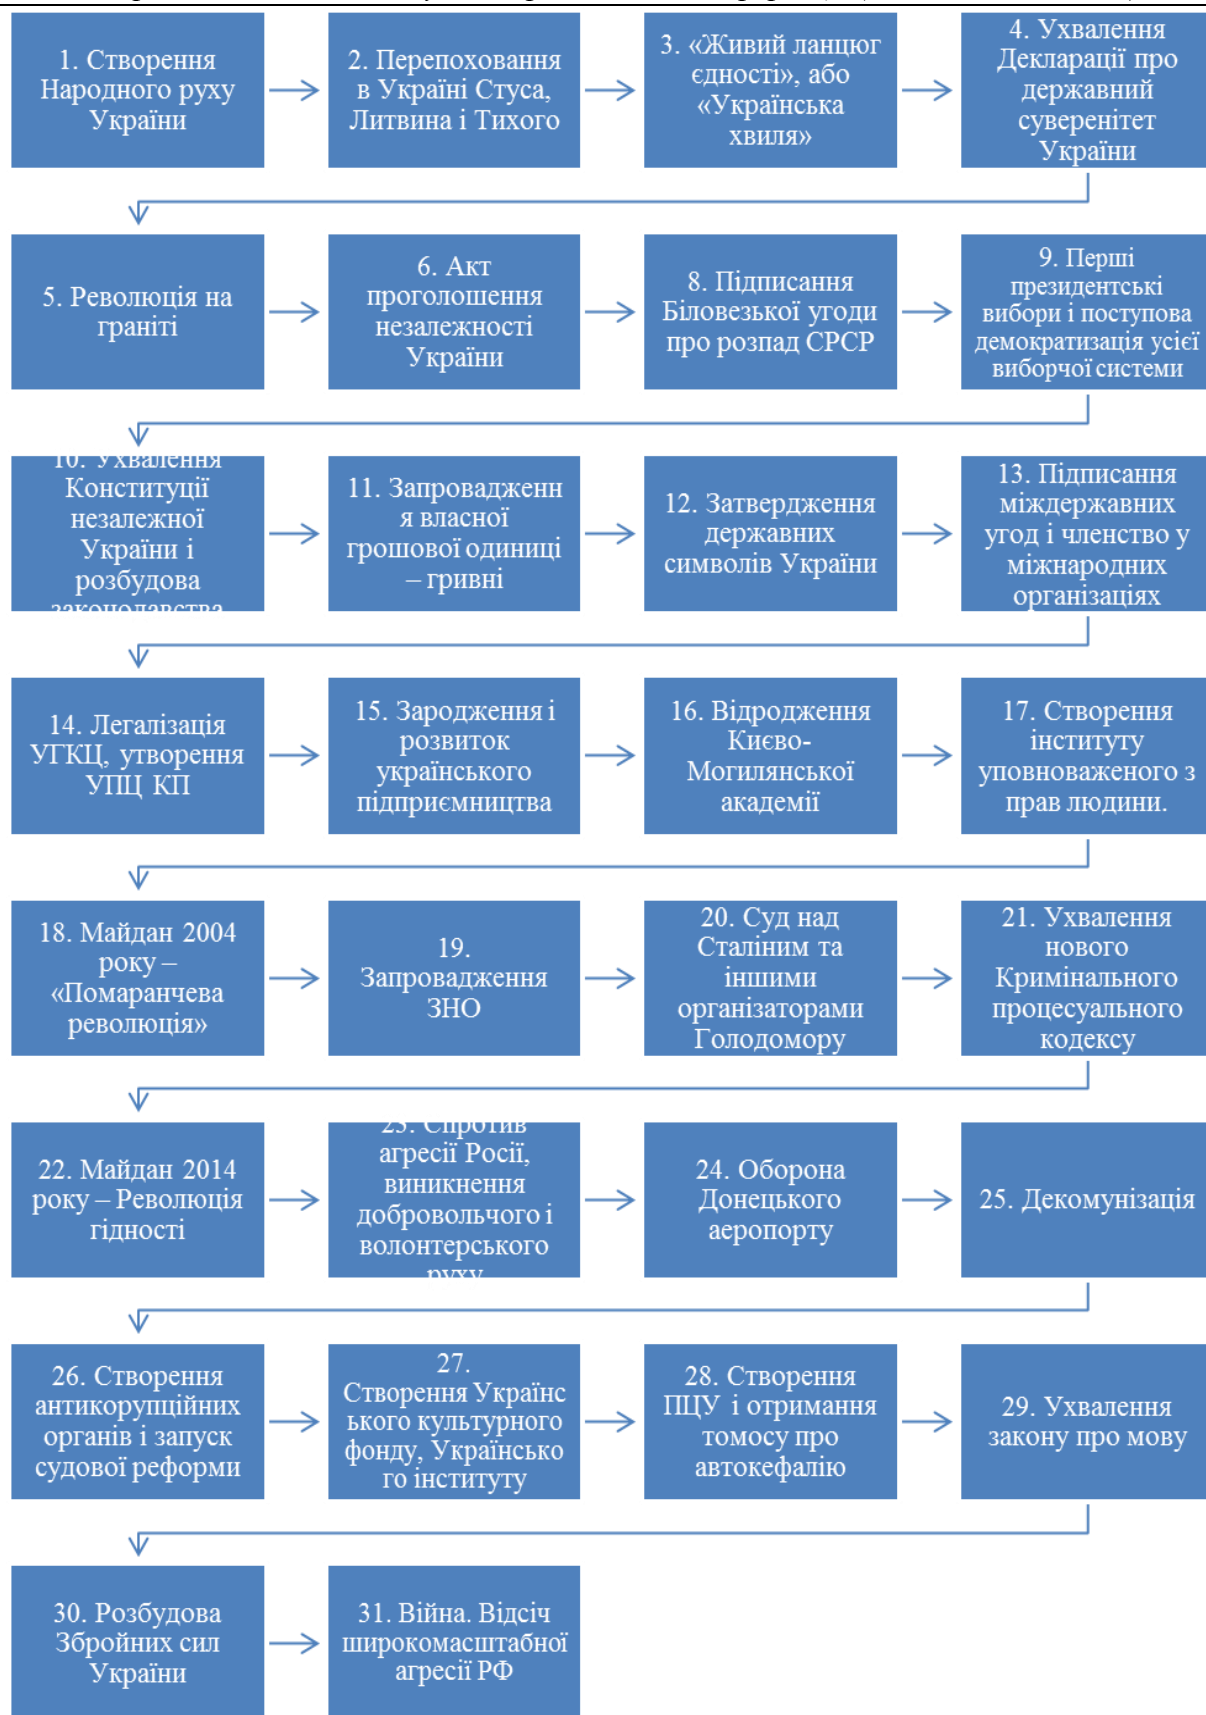 1. Створення
Народного руху
України
2. Перепоховання
в Україні Стуса,
Литвина і Тихого
3. «Живий ланцюг
єдності», або
«Українська
хвиля»
4. Ухвалення
Декларації про
державний
суверенітет
України
5. Революція на
граніті
6. Акт
проголошення
незалежності
України
8. Підписання
Біловезької угоди
про розпад СРСР
9. Перші
президентські
вибори і поступова
демократизація усієї
виборчої системи
10. Ухвалення
Конституції
незалежної
України і
розбудова
законодавства
11. Запровадженн
я власної
грошової одиниці
– гривні
12. Затвердження
державних
символів України
13. Підписання
міждержавних
угод і членство у
міжнародних
організаціях
14. Легалізація
УГКЦ, утворення
УПЦ КП
15. Зародження і
розвиток
українського
підприємництва
16. Відродження
Києво-
Могилянської
академії
17. Створення
інституту
уповноваженого з
прав людини.
18. Майдан 2004
року –
«Помаранчева
революція»
19.
Запровадження
ЗНО
20. Суд над
Сталіним та
іншими
організаторами
Голодомору
21. Ухвалення
нового
Кримінального
процесуального
кодексу
22. Майдан 2014
року – Революція
гідності
23. Спротив
агресії Росії,
виникнення
добровольчого і
волонтерського
руху
24. Оборона
Донецького
аеропорту
25. Декомунізація
26. Створення
антикорупційних
органів і запуск
судової реформи
27.
Створення Українс
ького культурного
фонду, Українсько
го інституту
28. Створення
ПЦУ і отримання
томосу про
автокефалію
29. Ухвалення
закону про мову
30. Розбудова
Збройних сил
України
31. Війна. Відсіч
широкомасштабної
агресії РФ